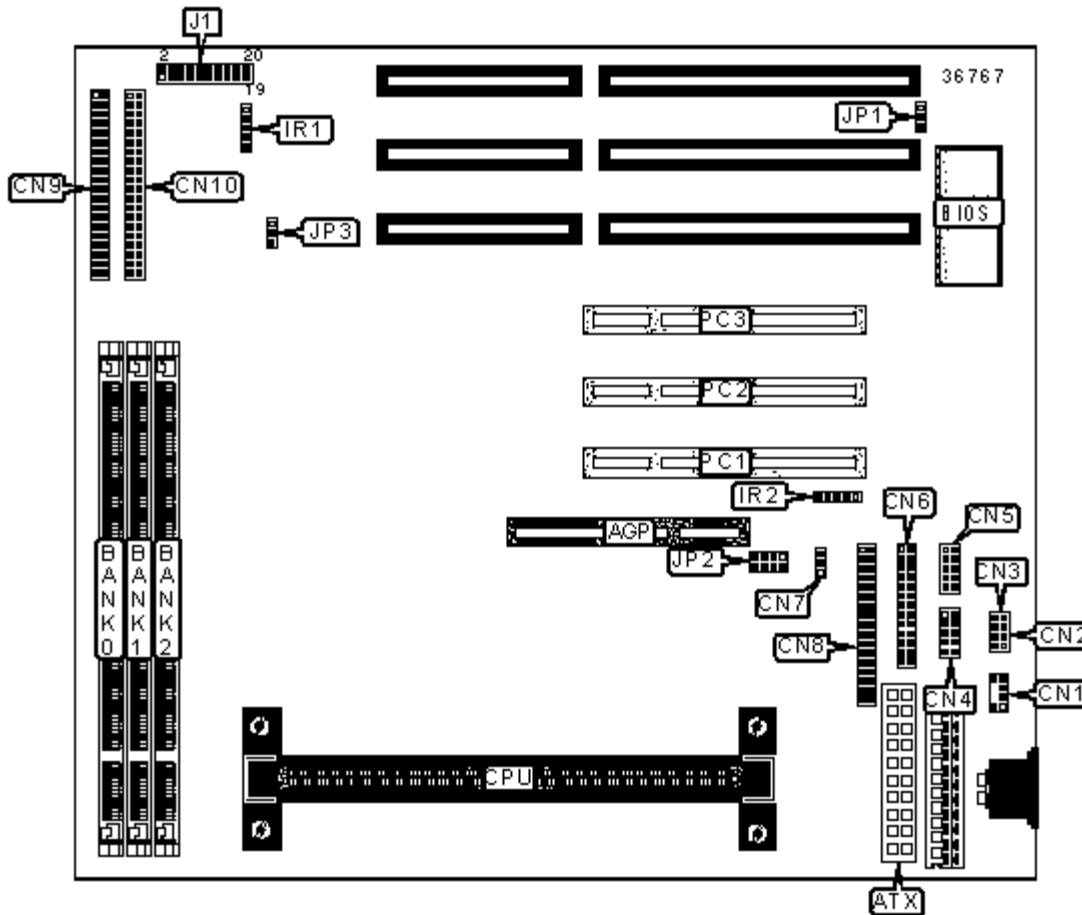 J1
2 20
19
36767
IR1
JP1
CN9
CN10
BIOS
JP3
PC3
PC2
PC1
IR2
CN6
CN5
AGP
JP2
CN3
CN7
CN2
CN8
BANK0
BANK1
BANK2
CN4
CN1
CPU
ATX